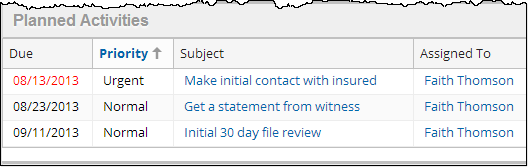 Planned Activities
Due Priority ↑ Subject Assigned To
08/13/2013 Urgent Make initial contact with insured Faith Thomson
08/23/2013 Normal Get a statement from witness Faith Thomson
09/11/2013 Normal Initial 30 day file review Faith Thomson